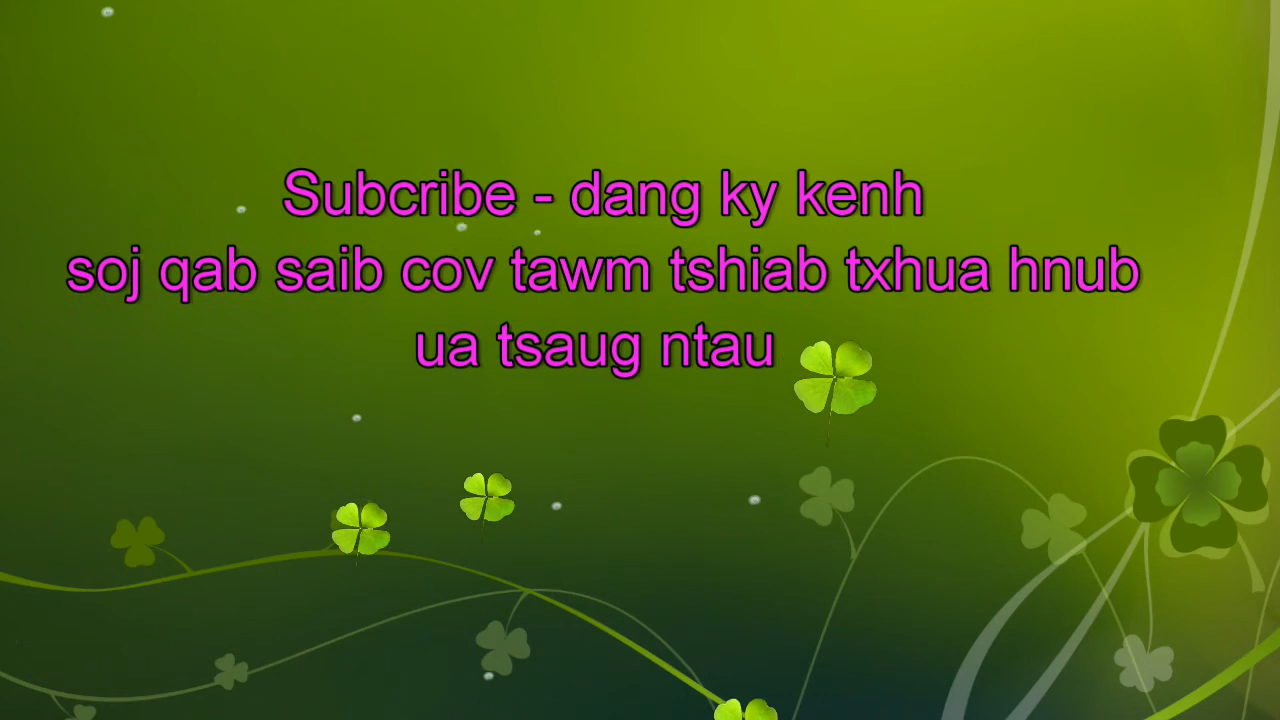 Subcribe - dang ky kenh
soj qab saib cov tawm tshiab txhua hnub
ua tsaug ntau